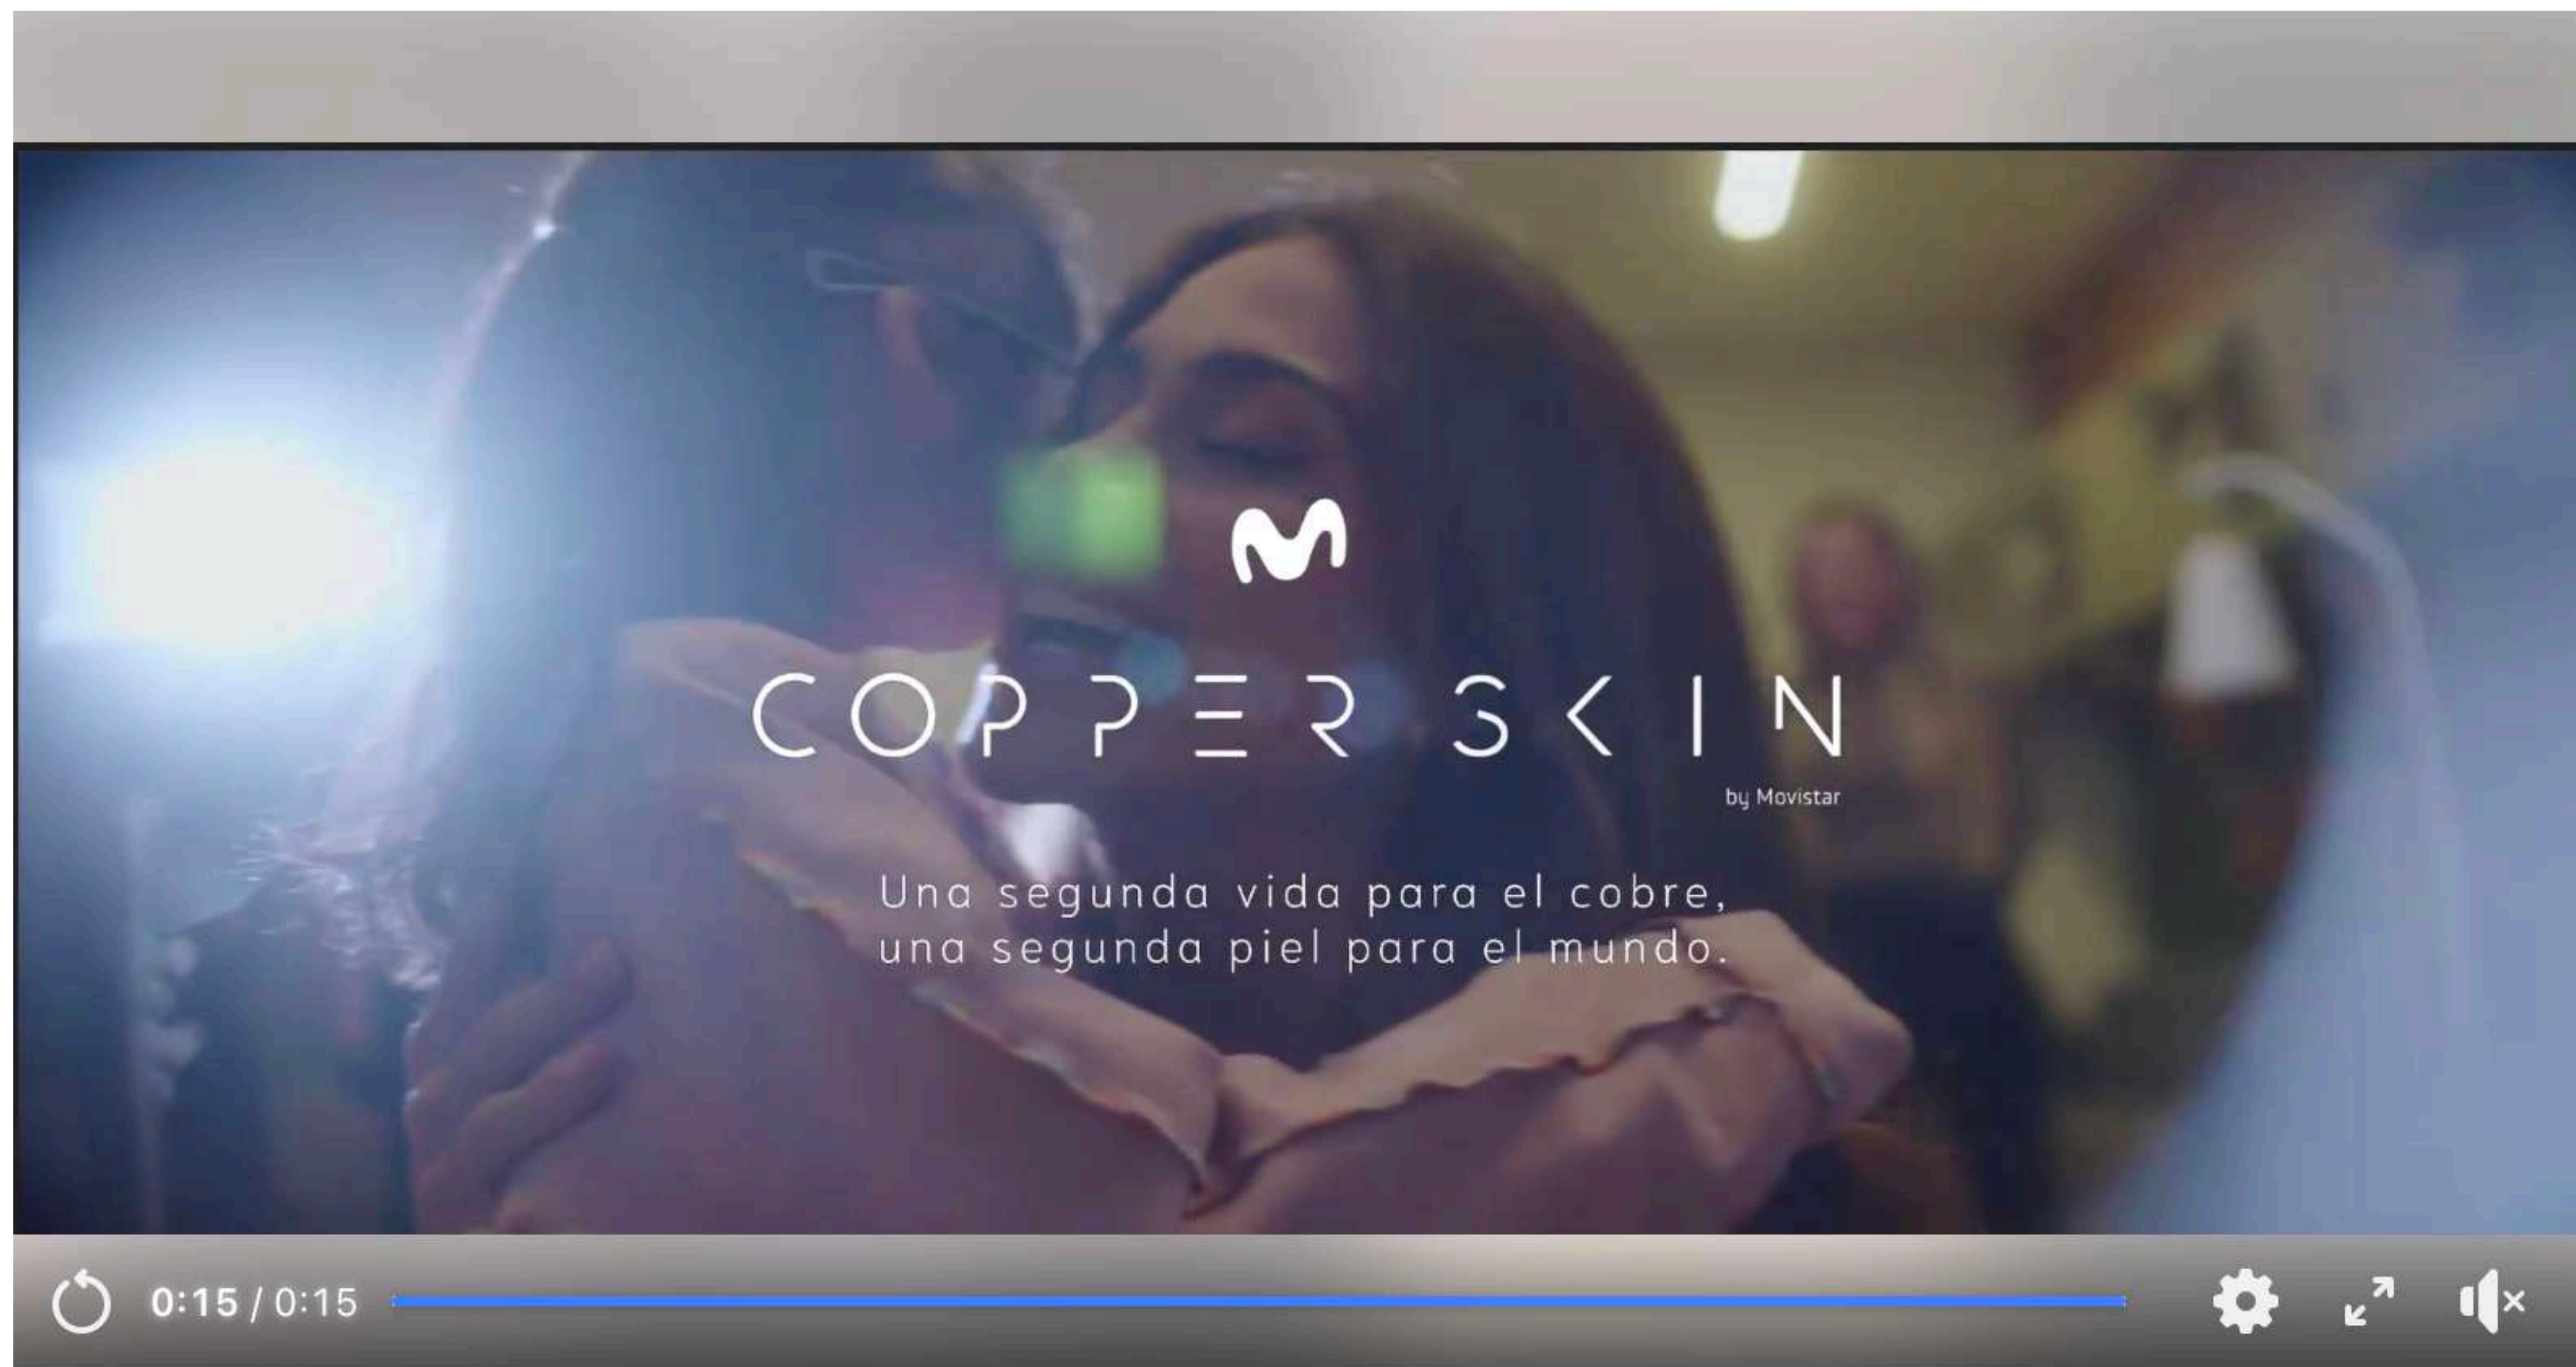 COPPER SKIN
by Movistar
Una segunda vida para el cobre,
una segunda piel para el mundo.
0:15 / 0:15